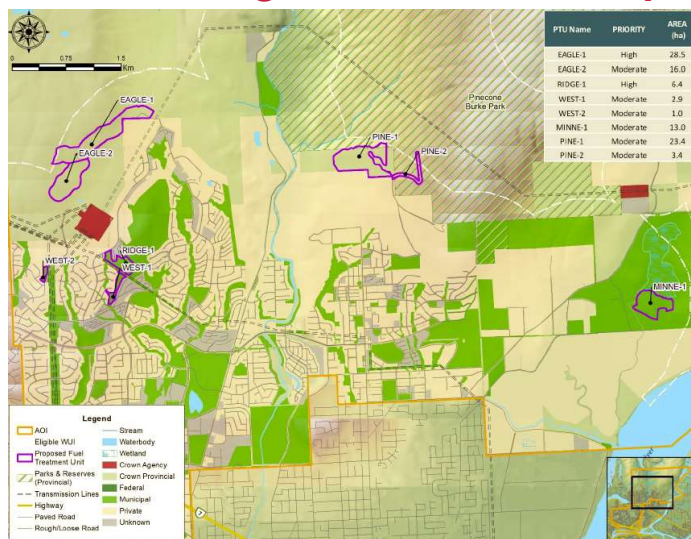 0 0.75 1.5
Km
PTU Name PRIORITY AREA (ha)
EAGLE-1 High 28.5
EAGLE-2 Moderate 16.0
RIDGE-1 High 6.4
WEST-1 Moderate 2.9
WEST-2 Moderate 1.0
MINNE-1 Moderate 13.0
PINE-1 Moderate 23.4
PINE-2 Moderate 3.4
EAGLE-1
EAGLE-2
Pinecone
Burke Park
PINE-1
PINE-2
RIDGE-1
WEST-2
WEST-1
MINNE-1
Legend
AOI
Eligible WUI
Proposed Fuel
Treatment Unit
Parks & Reserves
(Provincial)
Transmission Lines
Highway
Paved Road
Rough/Loose Road
Stream
Waterbody
Wetland
Crown Agency
Crown Provincial
Federal
Municipal
Private
Unknown
7